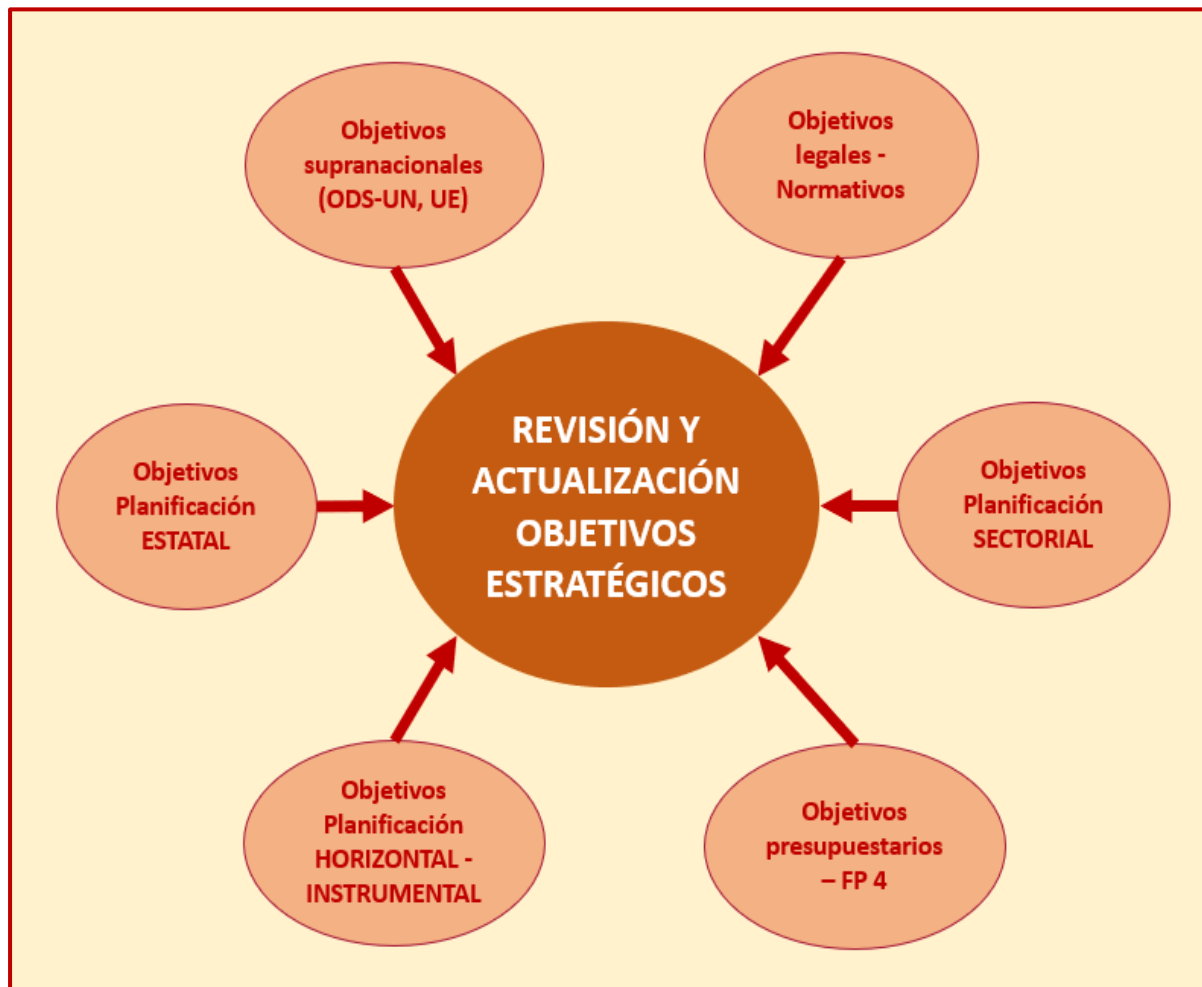 Objetivos
supranacionales
(ODS-UN, UE)
Objetivos
legales -
Normativos
REVISIÓN Y
ACTUALIZACIÓN
OBJETIVOS
ESTRATÉGICOS
Objetivos
Planificación
ESTATAL
Objetivos
Planificación
SECTORIAL
Objetivos
Planificación
HORIZONTAL -
INSTRUMENTAL
Objetivos
presupuestarios
– FP 4